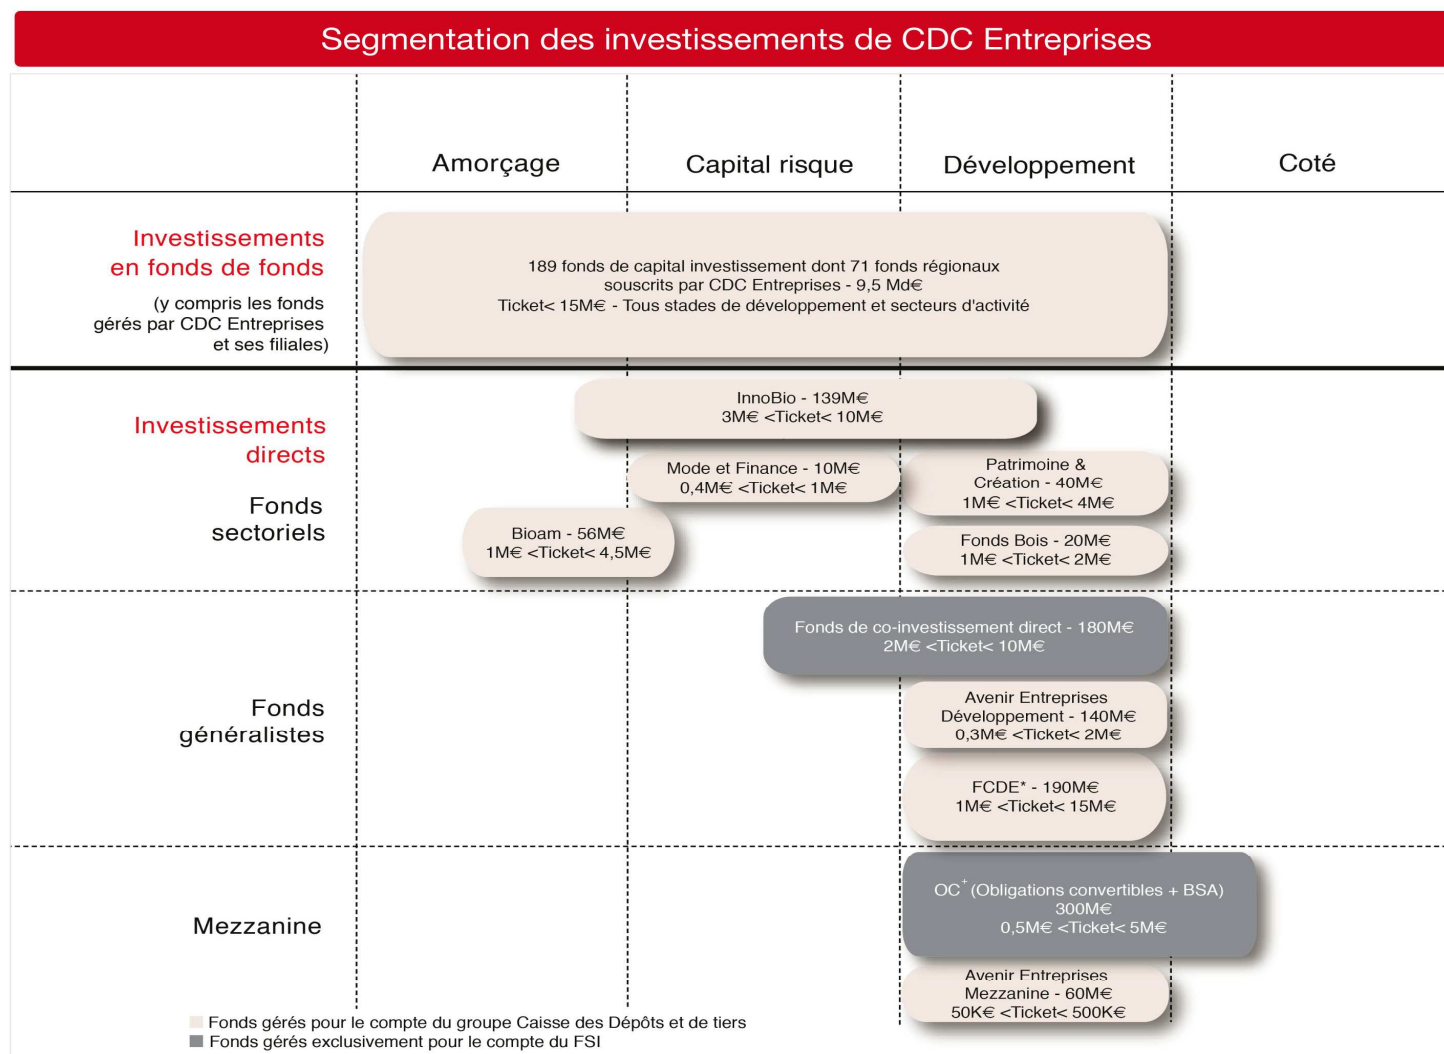 Segmentation des investissements de CDC Entreprises
Amorçage
Capital risque
Développement
Coté
Investissements
en fonds de fonds
(y compris les fonds
gérés par CDC Entreprises
et ses filiales)
189 fonds de capital investissement dont 71 fonds régionaux
souscrits par CDC Entreprises - 9,5 Md€
Ticket< 15M€ - Tous stades de développement et secteurs d'activité
Investissements
directs
Fonds
sectoriels
InnoBio - 139M€
3M€ <Ticket< 10M€
Mode et Finance - 10M€
0,4M€ <Ticket< 1M€
Patrimoine &
Création - 40M€
1M€ <Ticket< 4M€
Bioam - 56M€
1M€ <Ticket< 4,5M€
Fonds Bois - 20M€
1M€ <Ticket< 2M€
Fonds
généralistes
Fonds de co-investissement direct - 180M€
2M€ <Ticket< 10M€
Avenir Entreprises
Développement - 140M€
0,3M€ <Ticket< 2M€
FCDE* - 190M€
1M€ <Ticket< 15M€
Mezzanine
OC+ (Obligations convertibles + BSA)
300M€
0,5M€ <Ticket< 5M€
Avenir Entreprises
Mezzanine - 60M€
50K€ <Ticket< 500K€
Fonds gérés pour le compte du groupe Caisse des Dépôts et de tiers
Fonds gérés exclusivement pour le compte du FSI